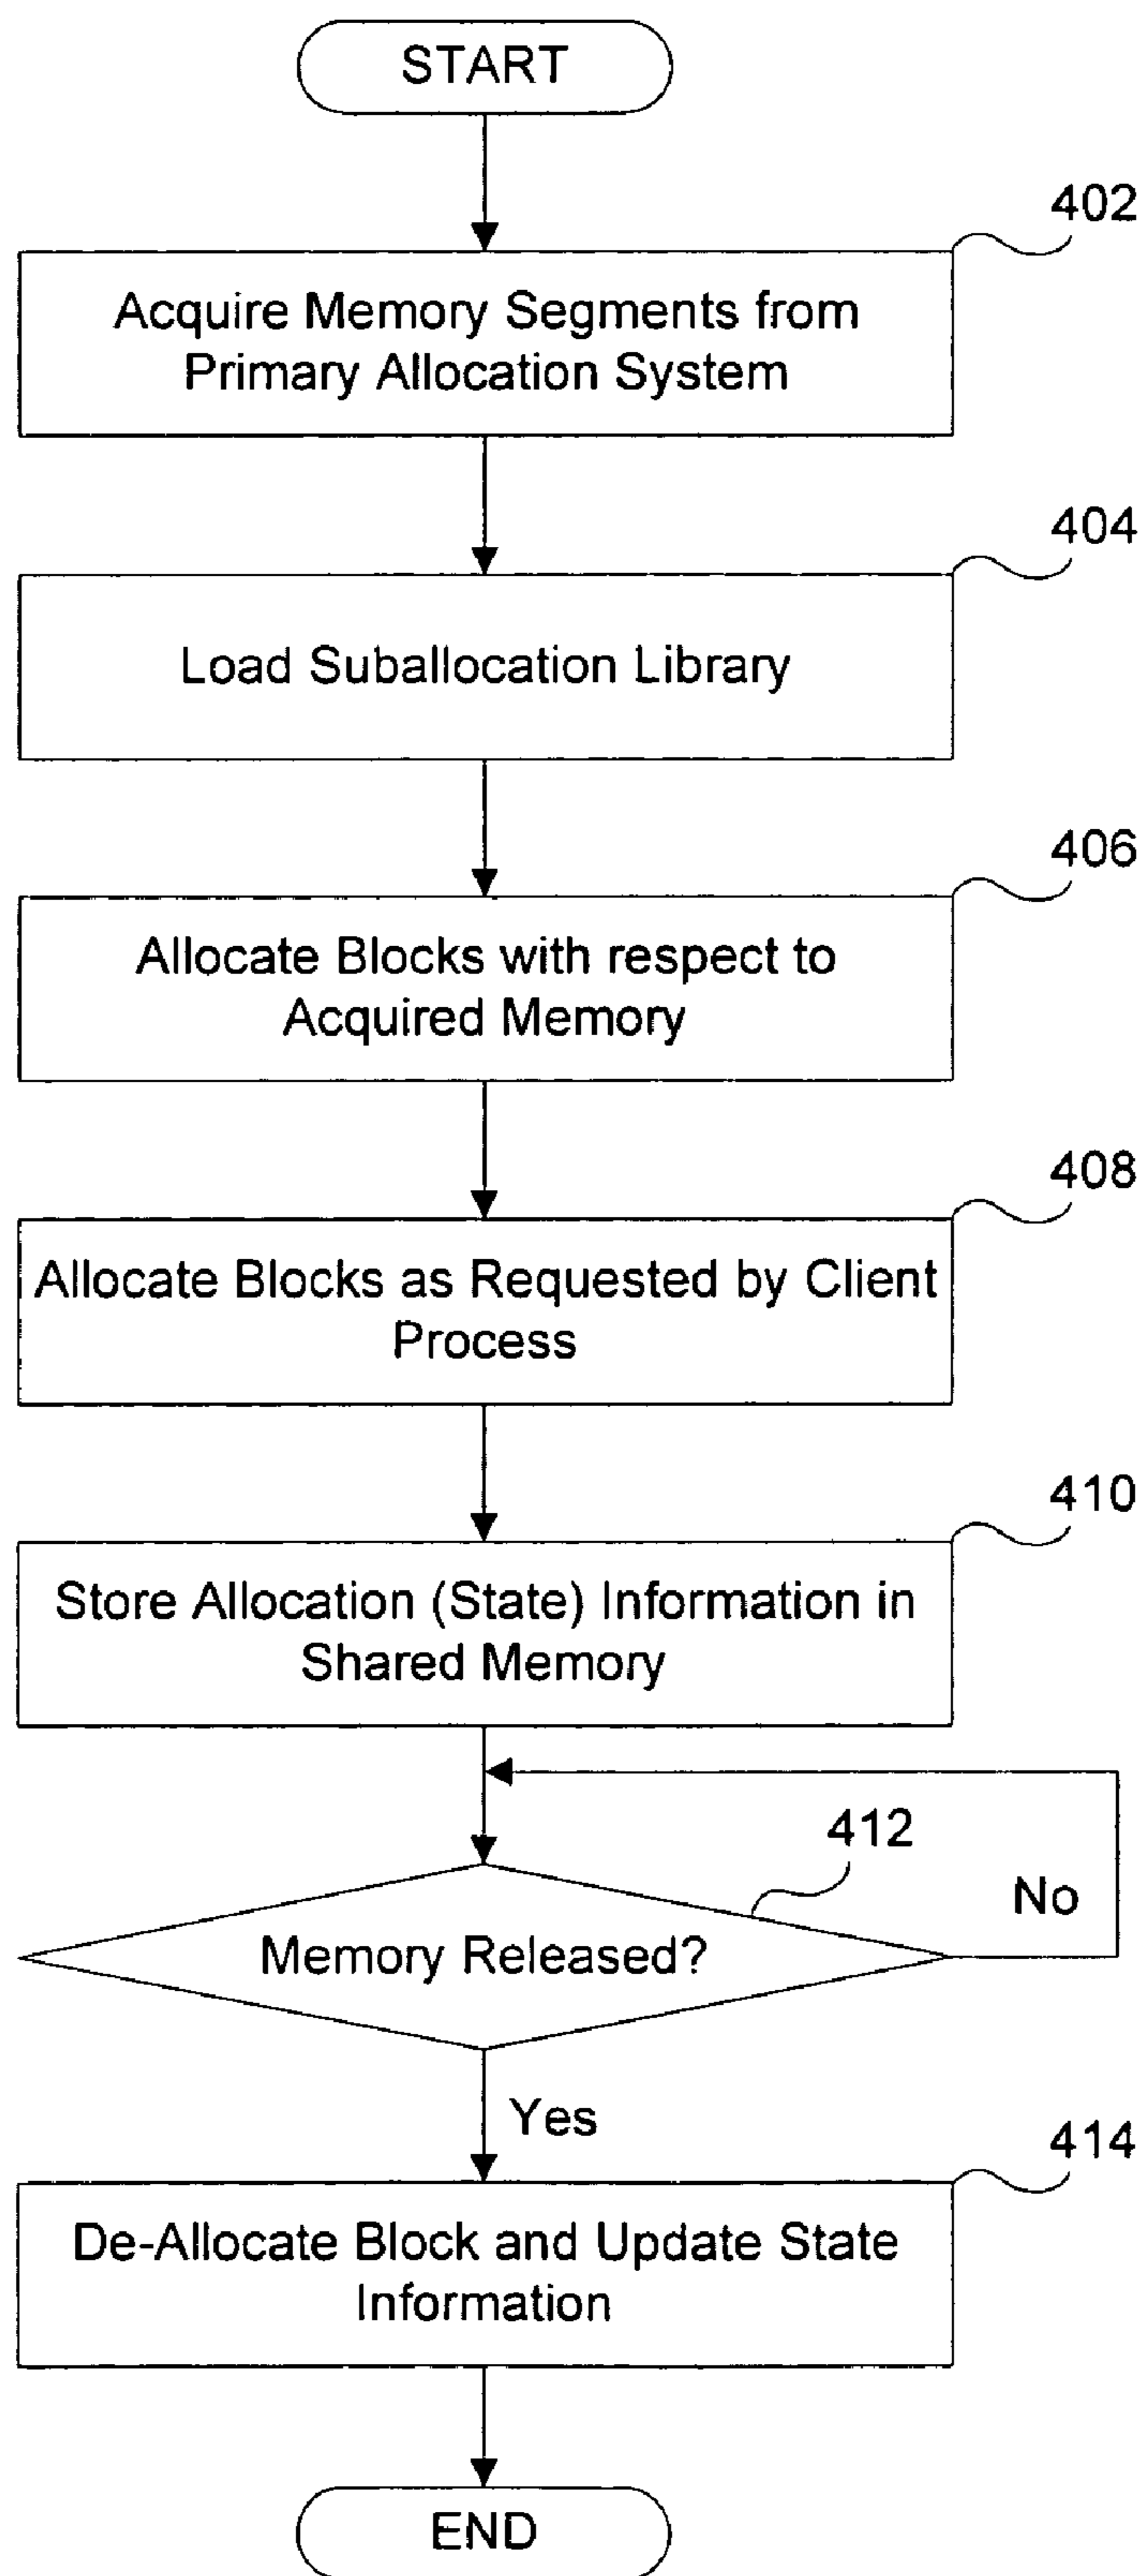 START
402
Acquire Memory Segments from
Primary Allocation System
404
Load Suballocation Library
406
Allocate Blocks with respect to
Acquired Memory
408
Allocate Blocks as Requested by Client
Process
410
Store Allocation (State) Information in
Shared Memory
412
No
Memory Released?
Yes
414
De-Allocate Block and Update State
Information
END